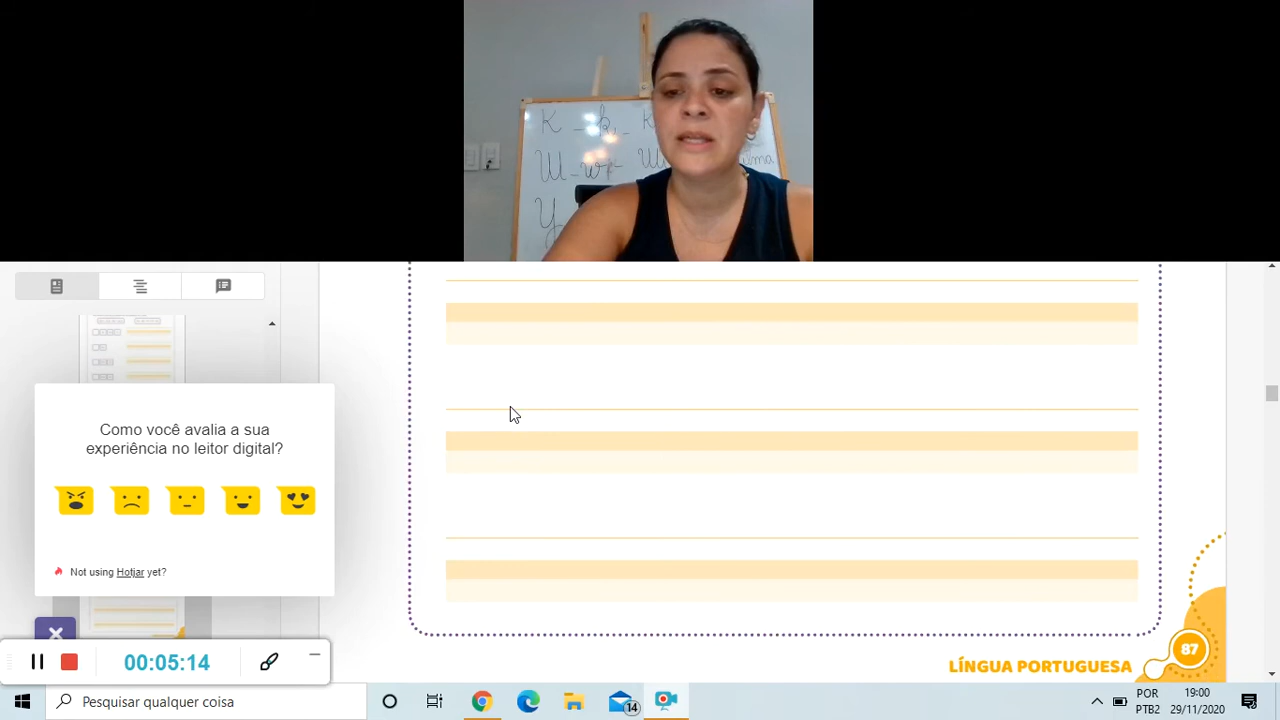 K - k, K
W - w - W ilma
Y
Como você avalia a sua
experiência no leitor digital?
Not using Hotjar yet?
00:05:14
LÍNGUA PORTUGUESA
87
Pesquisar qualquer coisa
14
POR
PTB2
19:00
29/11/2020